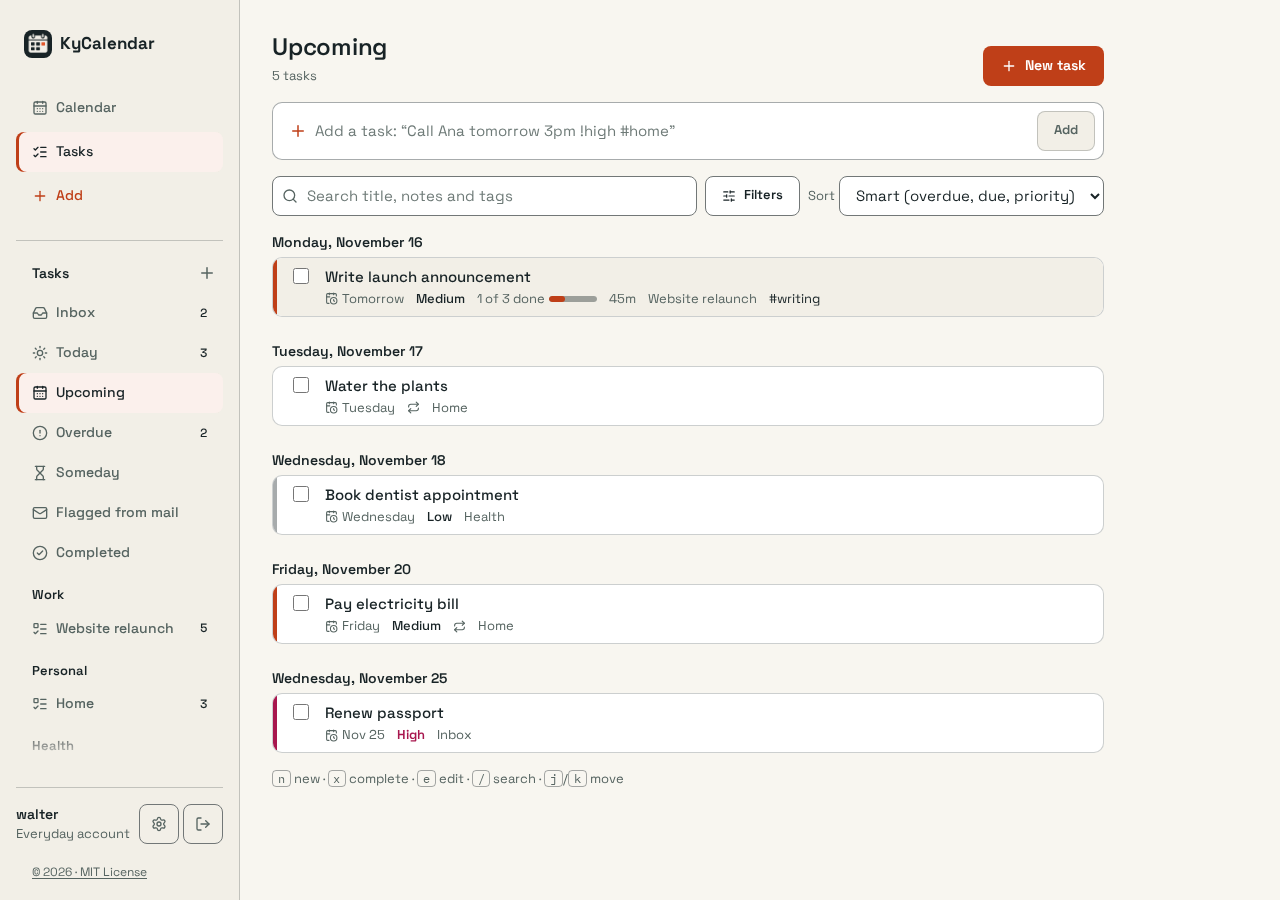 KyCalendar
Calendar
Tasks
Add
Tasks
Inbox 2
Today 3
Upcoming
Overdue 2
Someday
Flagged from mail
Completed
Work
Website relaunch 5
Personal
Home 3
Health
walter
Everyday account
© 2026 · MIT License
Upcoming
5 tasks
New task
Add a task: “Call Ana tomorrow 3pm !high #home”
Add
Search title, notes and tags
Filters
Sort
Smart (overdue, due, priority)
Monday, November 16
Write launch announcement
Tomorrow Medium 1 of 3 done 45m Website relaunch #writing
Tuesday, November 17
Water the plants
Tuesday Home
Wednesday, November 18
Book dentist appointment
Wednesday Low Health
Friday, November 20
Pay electricity bill
Friday Medium Home
Wednesday, November 25
Renew passport
Nov 25 High Inbox
n new · x complete · e edit · / search · j/k move